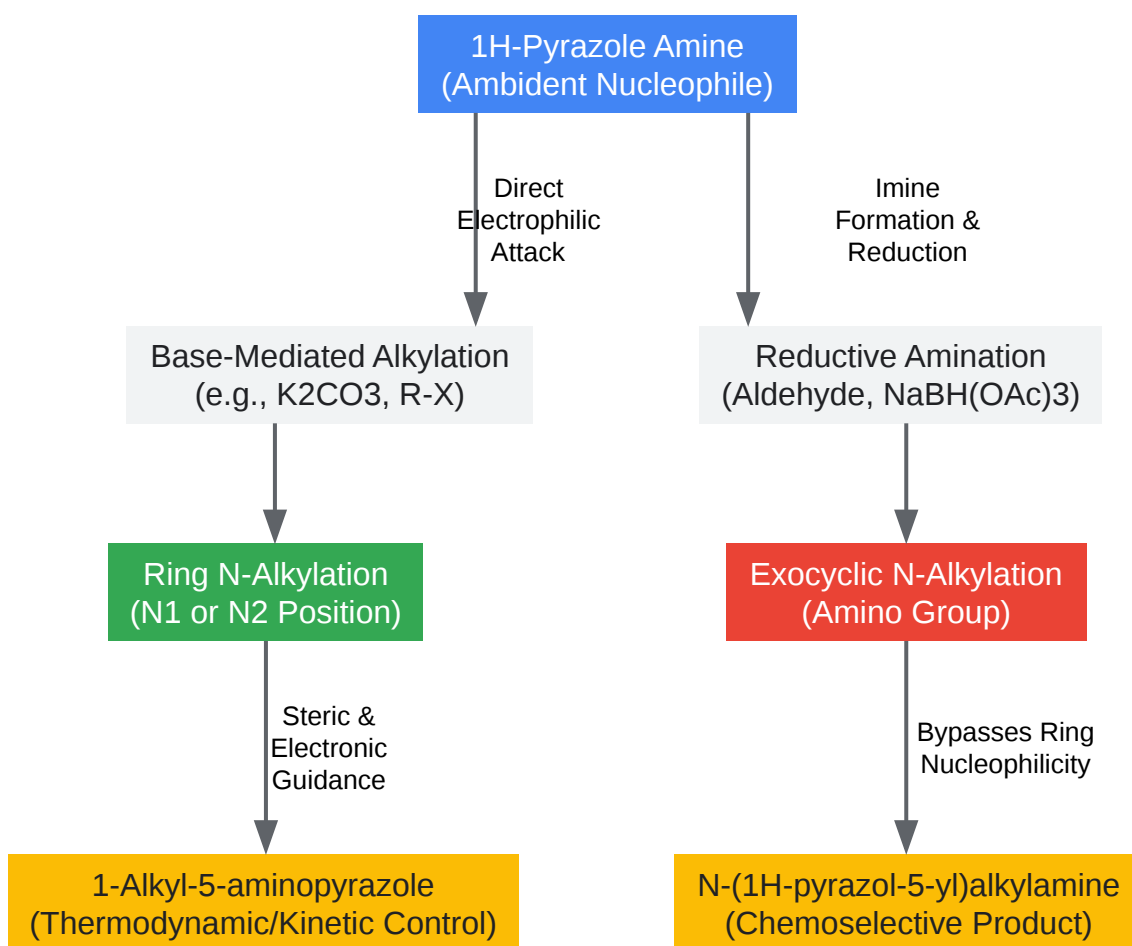 1H-Pyrazole Amine
(Ambident Nucleophile)
Direct
Electrophilic
Attack
Imine
Formation &
Reduction
Base-Mediated Alkylation
(e.g., K2CO3, R-X)
Reductive Amination
(Aldehyde, NaBH(OAc)3)
Ring N-Alkylation
(N1 or N2 Position)
Exocyclic N-Alkylation
(Amino Group)
Steric &
Electronic
Guidance
Bypasses Ring
Nucleophilicity
1-Alkyl-5-aminopyrazole
(Thermodynamic/Kinetic Control)
N-(1H-pyrazol-5-yl)alkylamine
(Chemoselective Product)